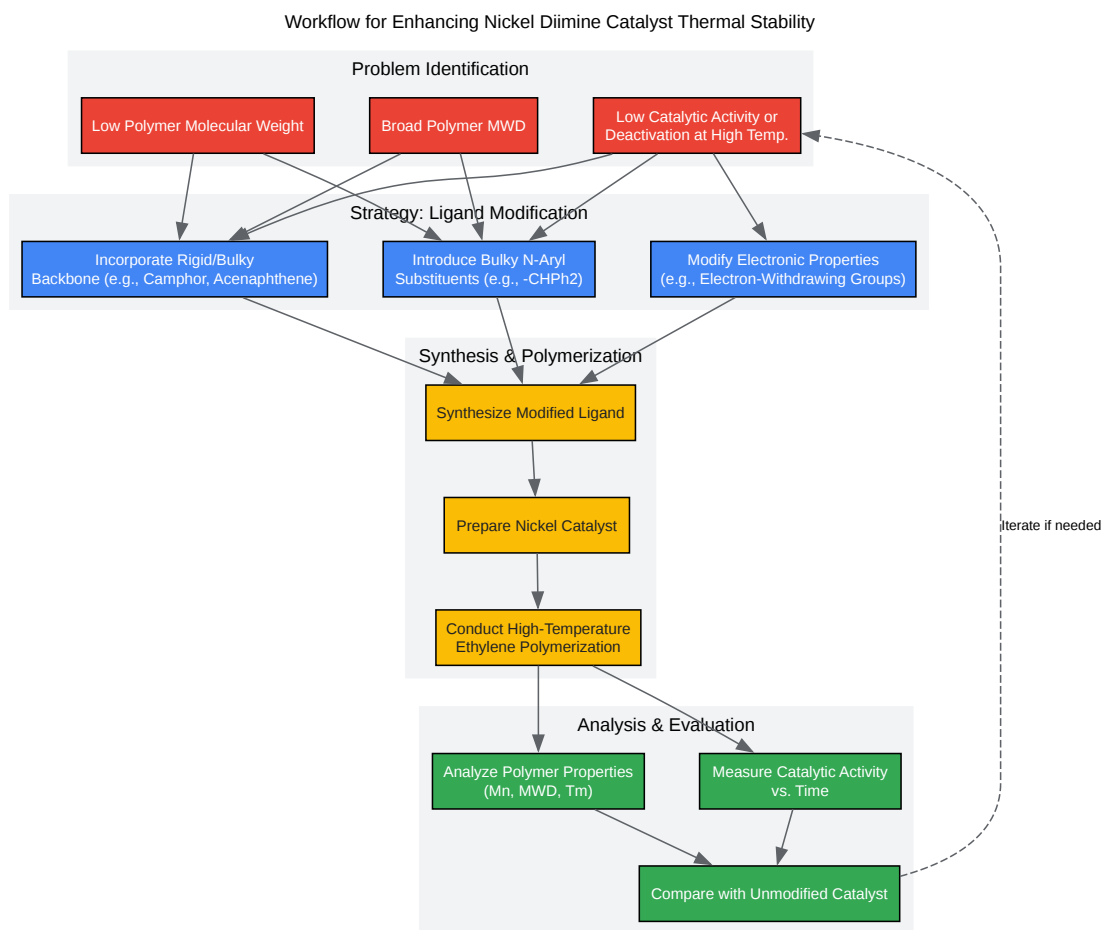 Workflow for Enhancing Nickel Diimine Catalyst Thermal Stability
Problem Identification
Low Polymer Molecular Weight
Broad Polymer MWD
Low Catalytic Activity or
Deactivation at High Temp.
Strategy: Ligand Modification
Incorporate Rigid/Bulky
Backbone (e.g., Camphor, Acenaphthene)
Introduce Bulky N-Aryl
Substituents (e.g., -CHPh2)
Modify Electronic Properties
(e.g., Electron-Withdrawing Groups)
Synthesis & Polymerization
Synthesize Modified Ligand
Prepare Nickel Catalyst
Iterate if needed
Conduct High-Temperature
Ethylene Polymerization
Analysis & Evaluation
Analyze Polymer Properties
(Mn, MWD, Tm)
Measure Catalytic Activity
vs. Time
Compare with Unmodified Catalyst